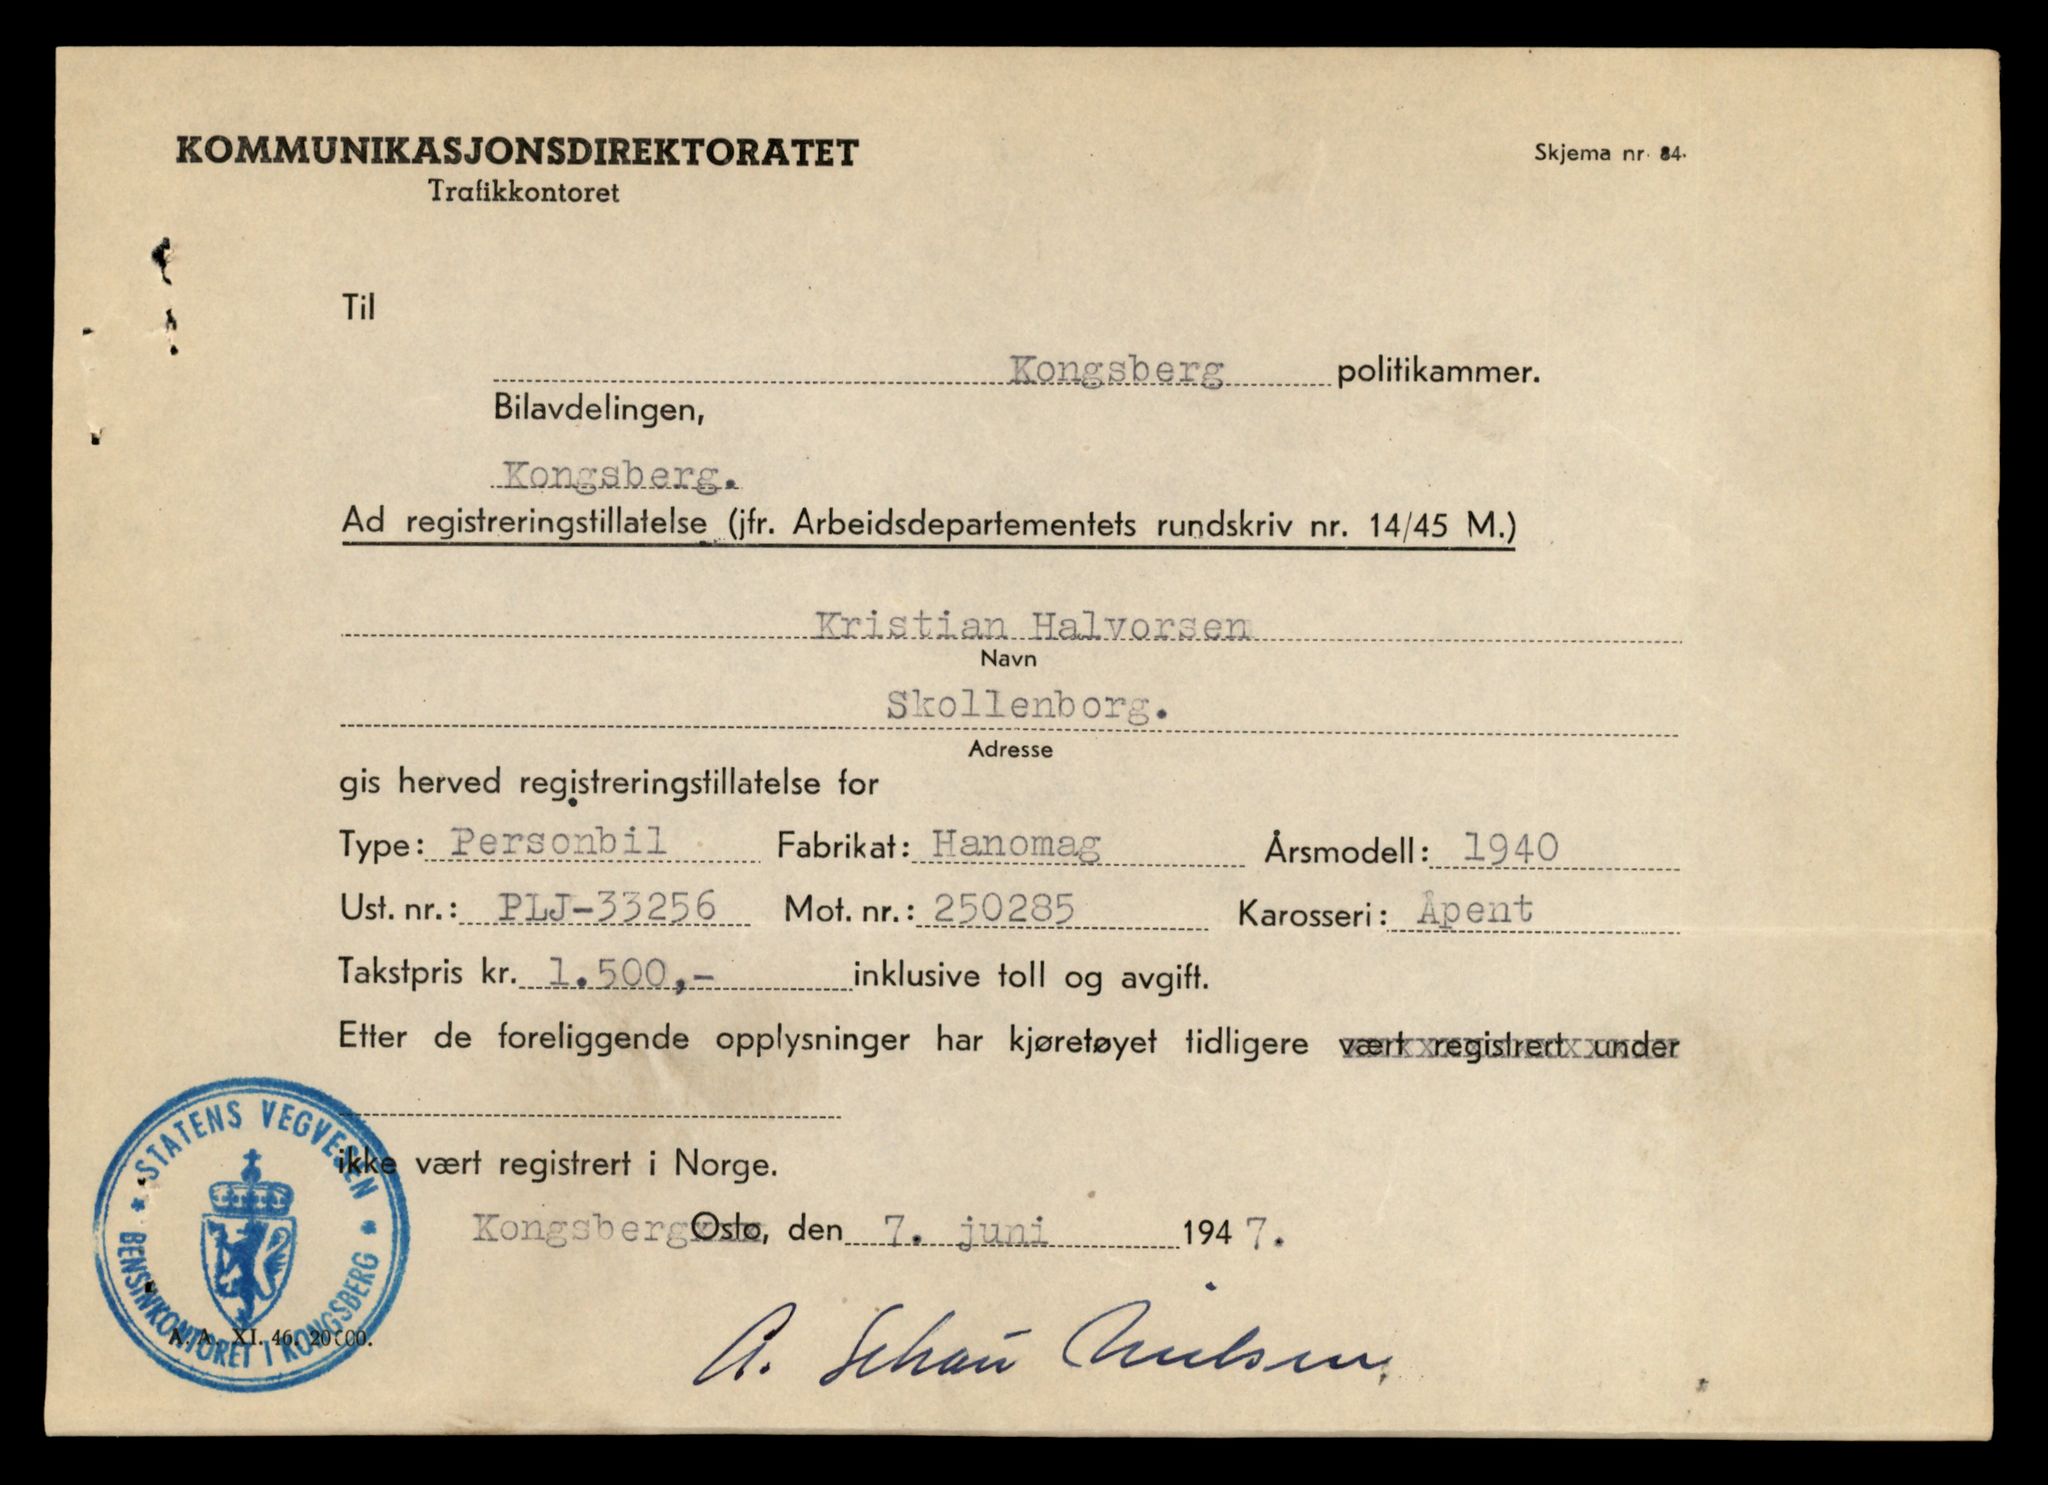 KOMMUNIKASJONSDIREKTORATET
Trafikkontoret
Skjema nr. 84.
Til
Kongsberg politikammer.
Bilavdelingen,
Kongsberg.
Ad registreringstillatelse (jfr. Arbeidsdepartementets rundskriv nr. 14/45 M.)
Kristian Halvorsen
Navn
Skollenborg.
Adresse
gis herved registreringstillatelse for
Type: Personbil Fabrikat: Hanomag Årsmodell: 1940
Ust. nr.: PLJ-33256 Mot. nr.: 250285 Karosseri: Åpent
Takstpris kr. 1.500,- inklusive toll og avgift.
Etter de foreliggende opplysninger har kjøretøyet tidligere vært registrert under
ikke vært registrert i Norge.
Kongsberg Oslo, den 7. juni 1947.
A. Schau Nielsen
STATENS VEGVESEN
BENSINKONTORET I KONGSBERG
A. A. XI. 46. 20000.